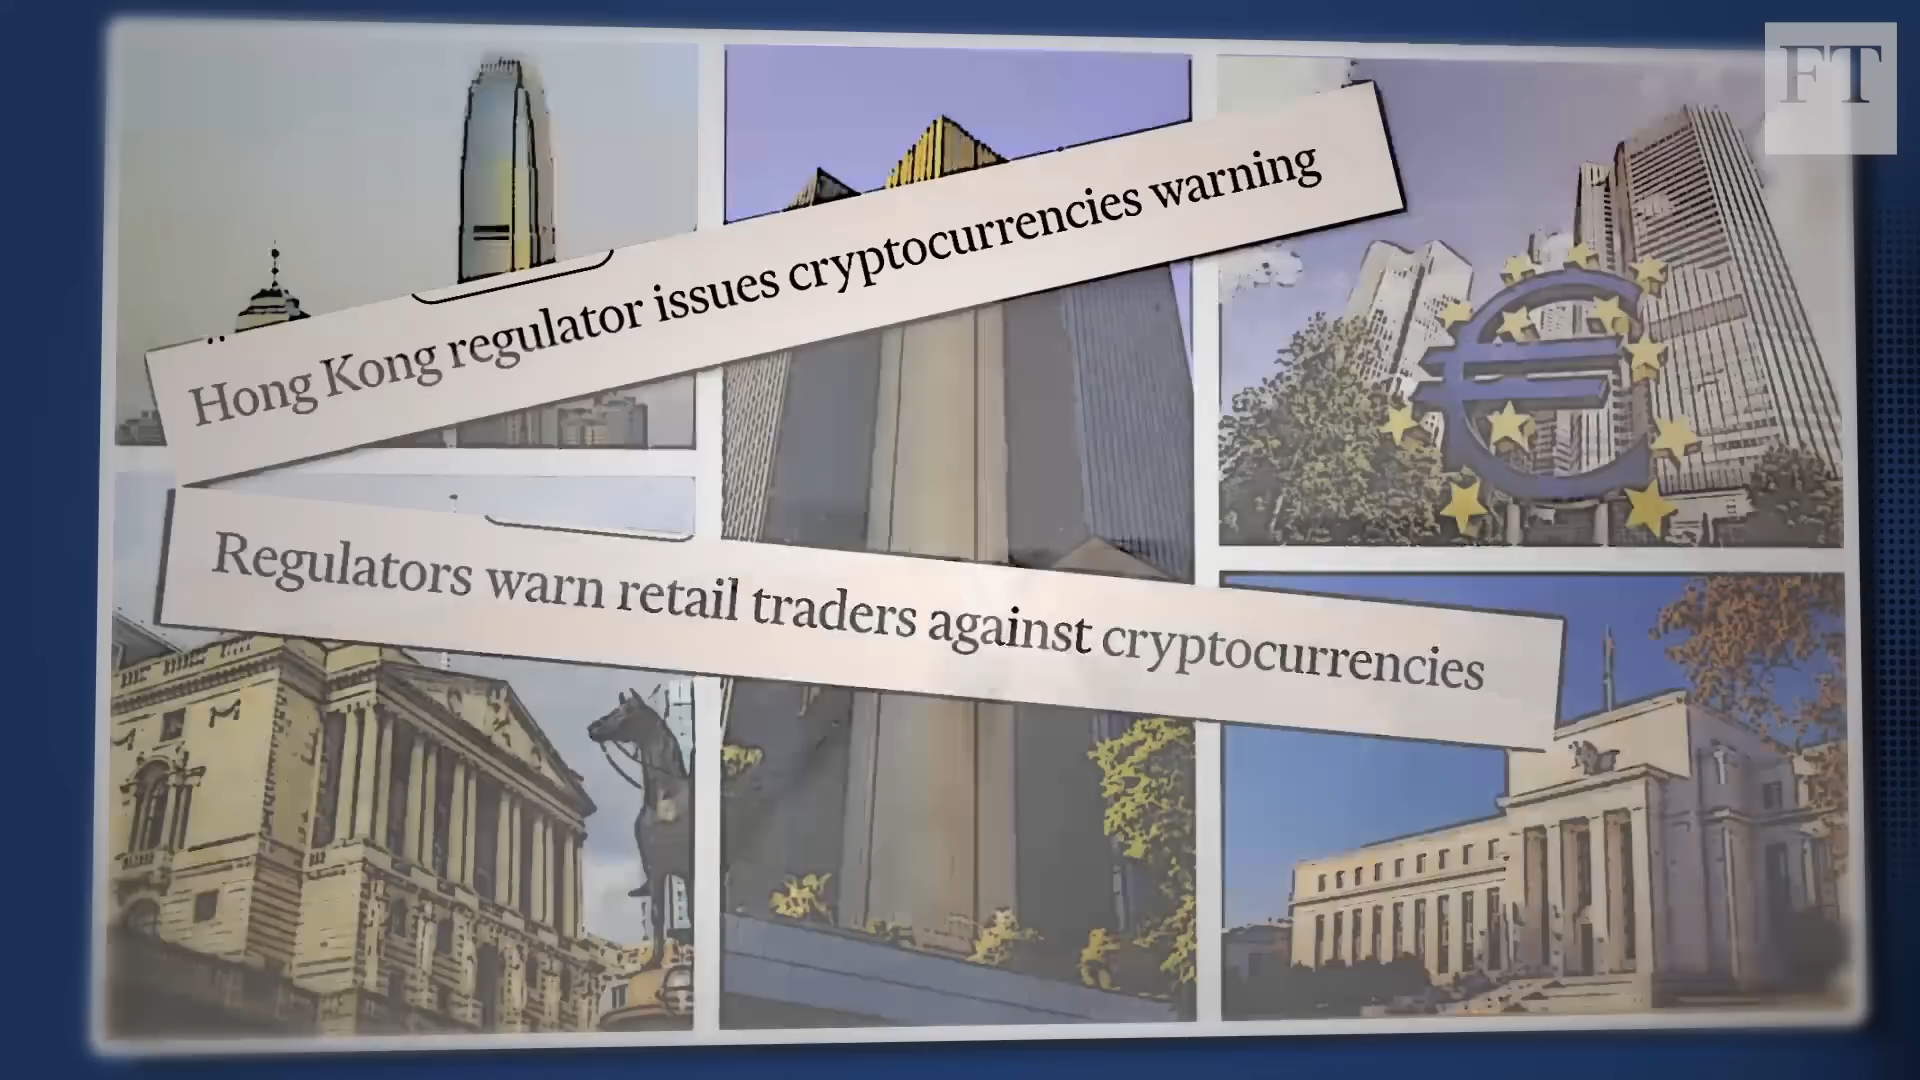 FT
Hong Kong regulator issues cryptocurrencies warning
Regulators warn retail traders against cryptocurrencies